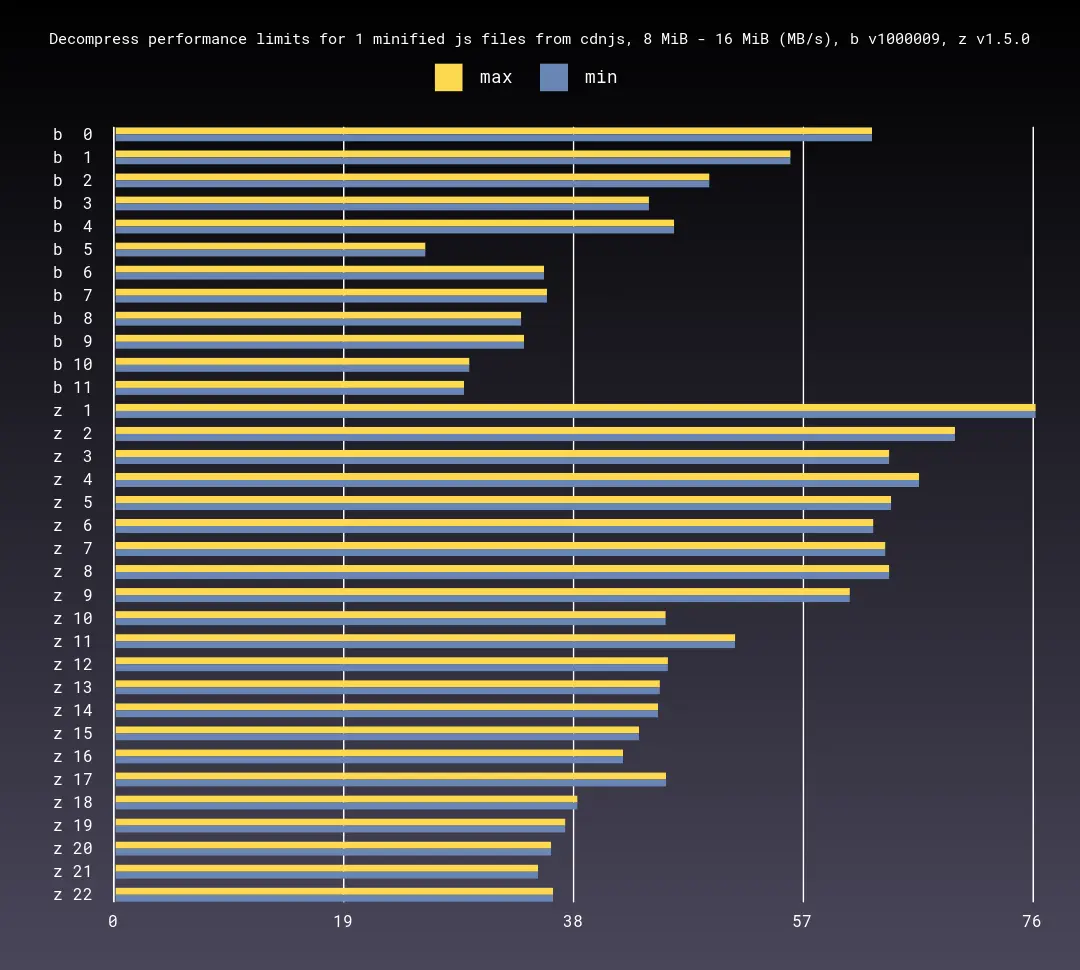 Decompress performance limits for 1 minified js files from cdnjs, 8 MiB - 16 MiB (MB/s), b v1000009, z v1.5.0
max min
b 0
b 1
b 2
b 3
b 4
b 5
b 6
b 7
b 8
b 9
b 10
b 11
z 1
z 2
z 3
z 4
z 5
z 6
z 7
z 8
z 9
z 10
z 11
z 12
z 13
z 14
z 15
z 16
z 17
z 18
z 19
z 20
z 21
z 22
0 19 38 57 76